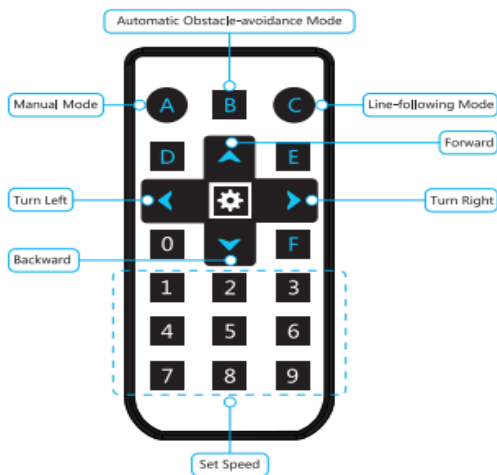 Automatic Obstacle-avoidance Mode
Manual Mode
A
B
C
Line-following Mode
Forward
D
E
Turn Left
Turn Right
0
F
Backward
1 2 3
4 5 6
7 8 9
Set Speed